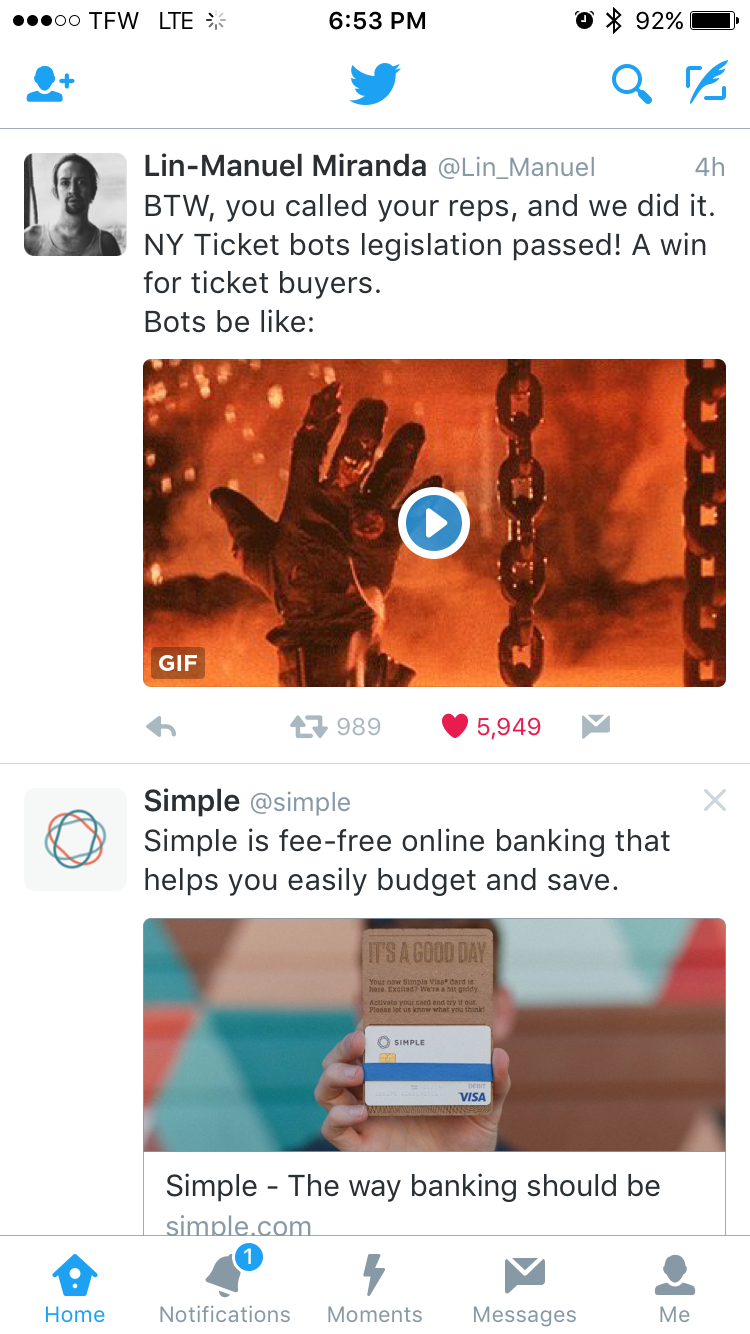 TFW LTE 6:53 PM 92%
Lin-Manuel Miranda @Lin_Manuel 4h
BTW, you called your reps, and we did it.
NY Ticket bots legislation passed! A win
for ticket buyers.
Bots be like:
GIF
989 5,949
Simple @simple
Simple is fee-free online banking that
helps you easily budget and save.
IT'S A GOOD DAY
Your new Simple Visa® Card is
here. Excited? We're a bit giddy.
Activate your card and try it out.
Please let us know what you think!
SIMPLE
DEBIT
VISA
Simple - The way banking should be
simple.com
1
Home Notifications Moments Messages Me